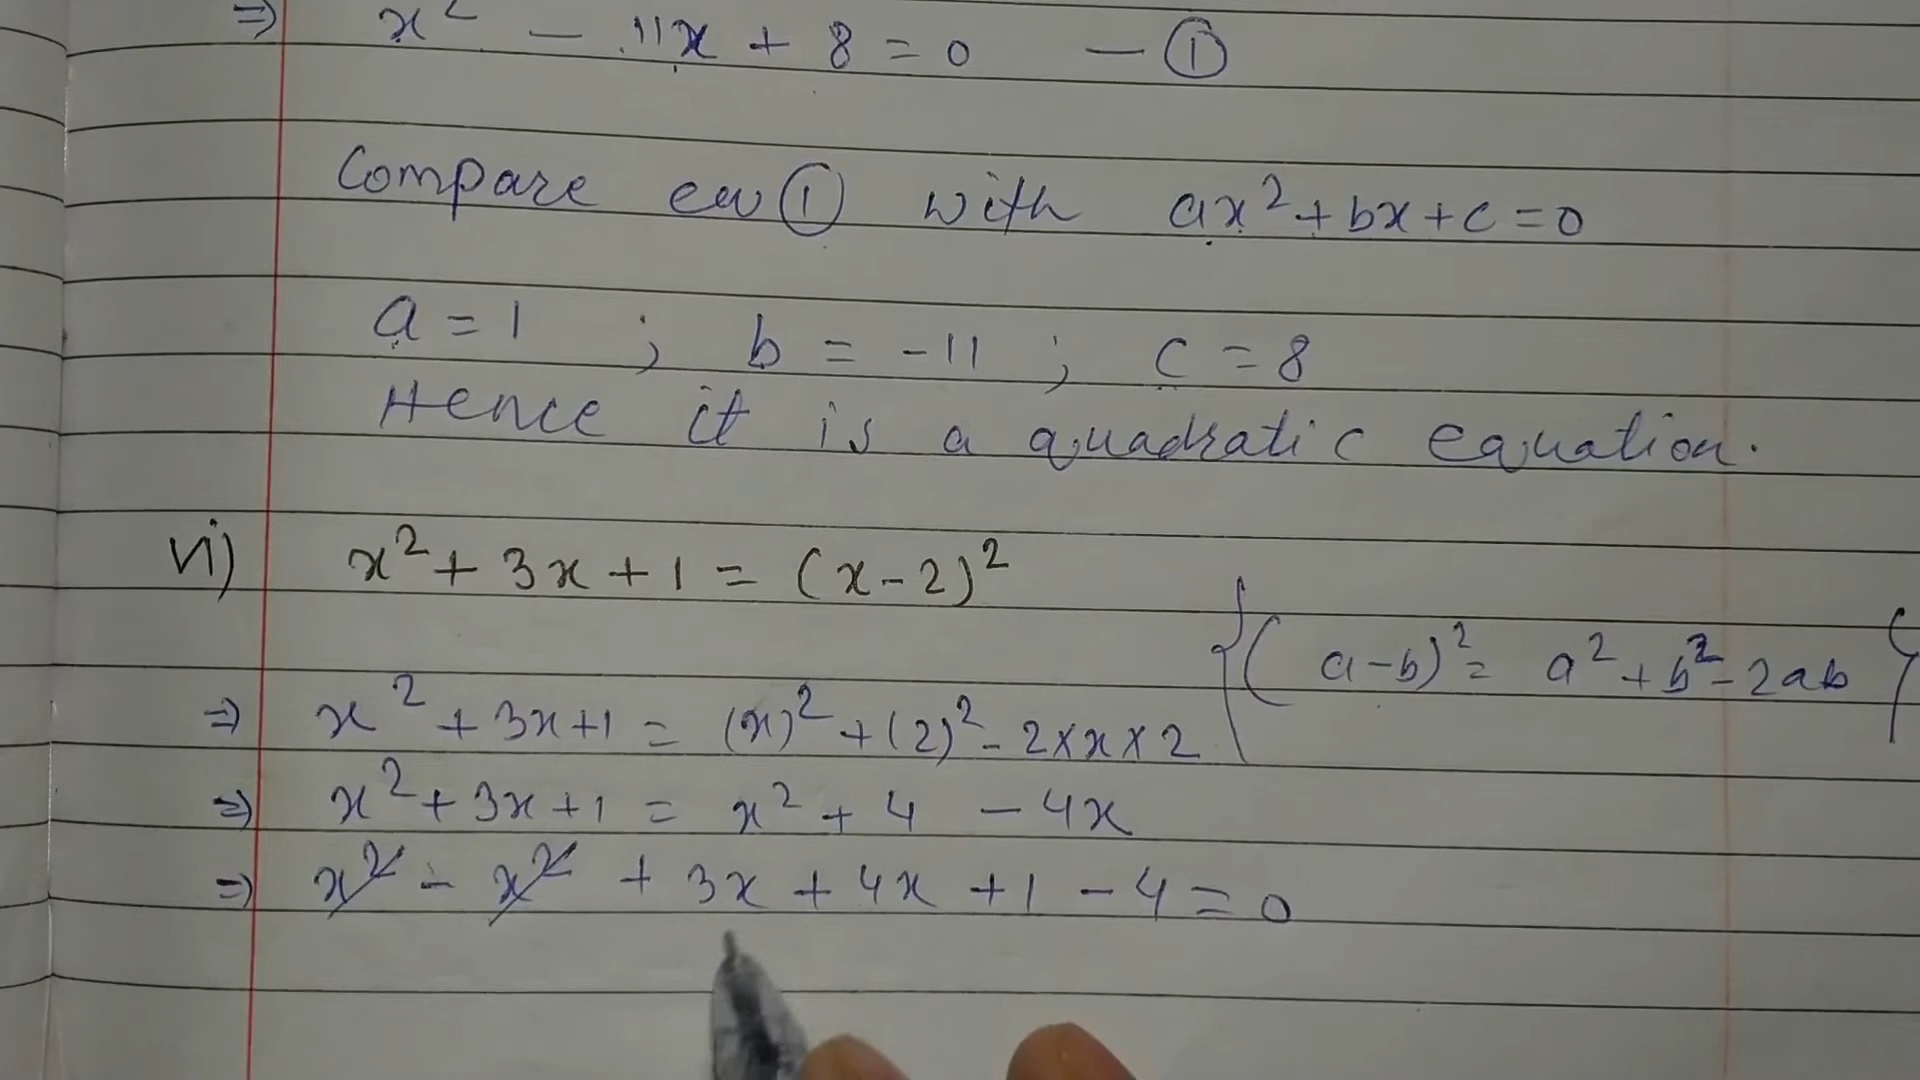 ⇒ x² - 11x + 8 = 0 - ①
Compare eq ① with ax² + bx + c = 0
a = 1 ; b = -11 ; c = 8
Hence it is a quadratic equation.
vi) x² + 3x + 1 = (x-2)²
{(a-b)² = a² + b² - 2ab}
⇒ x² + 3x + 1 = (x)² + (2)² - 2×x×2
⇒ x² + 3x + 1 = x² + 4 - 4x
⇒ x² - x² + 3x + 4x + 1 - 4 = 0